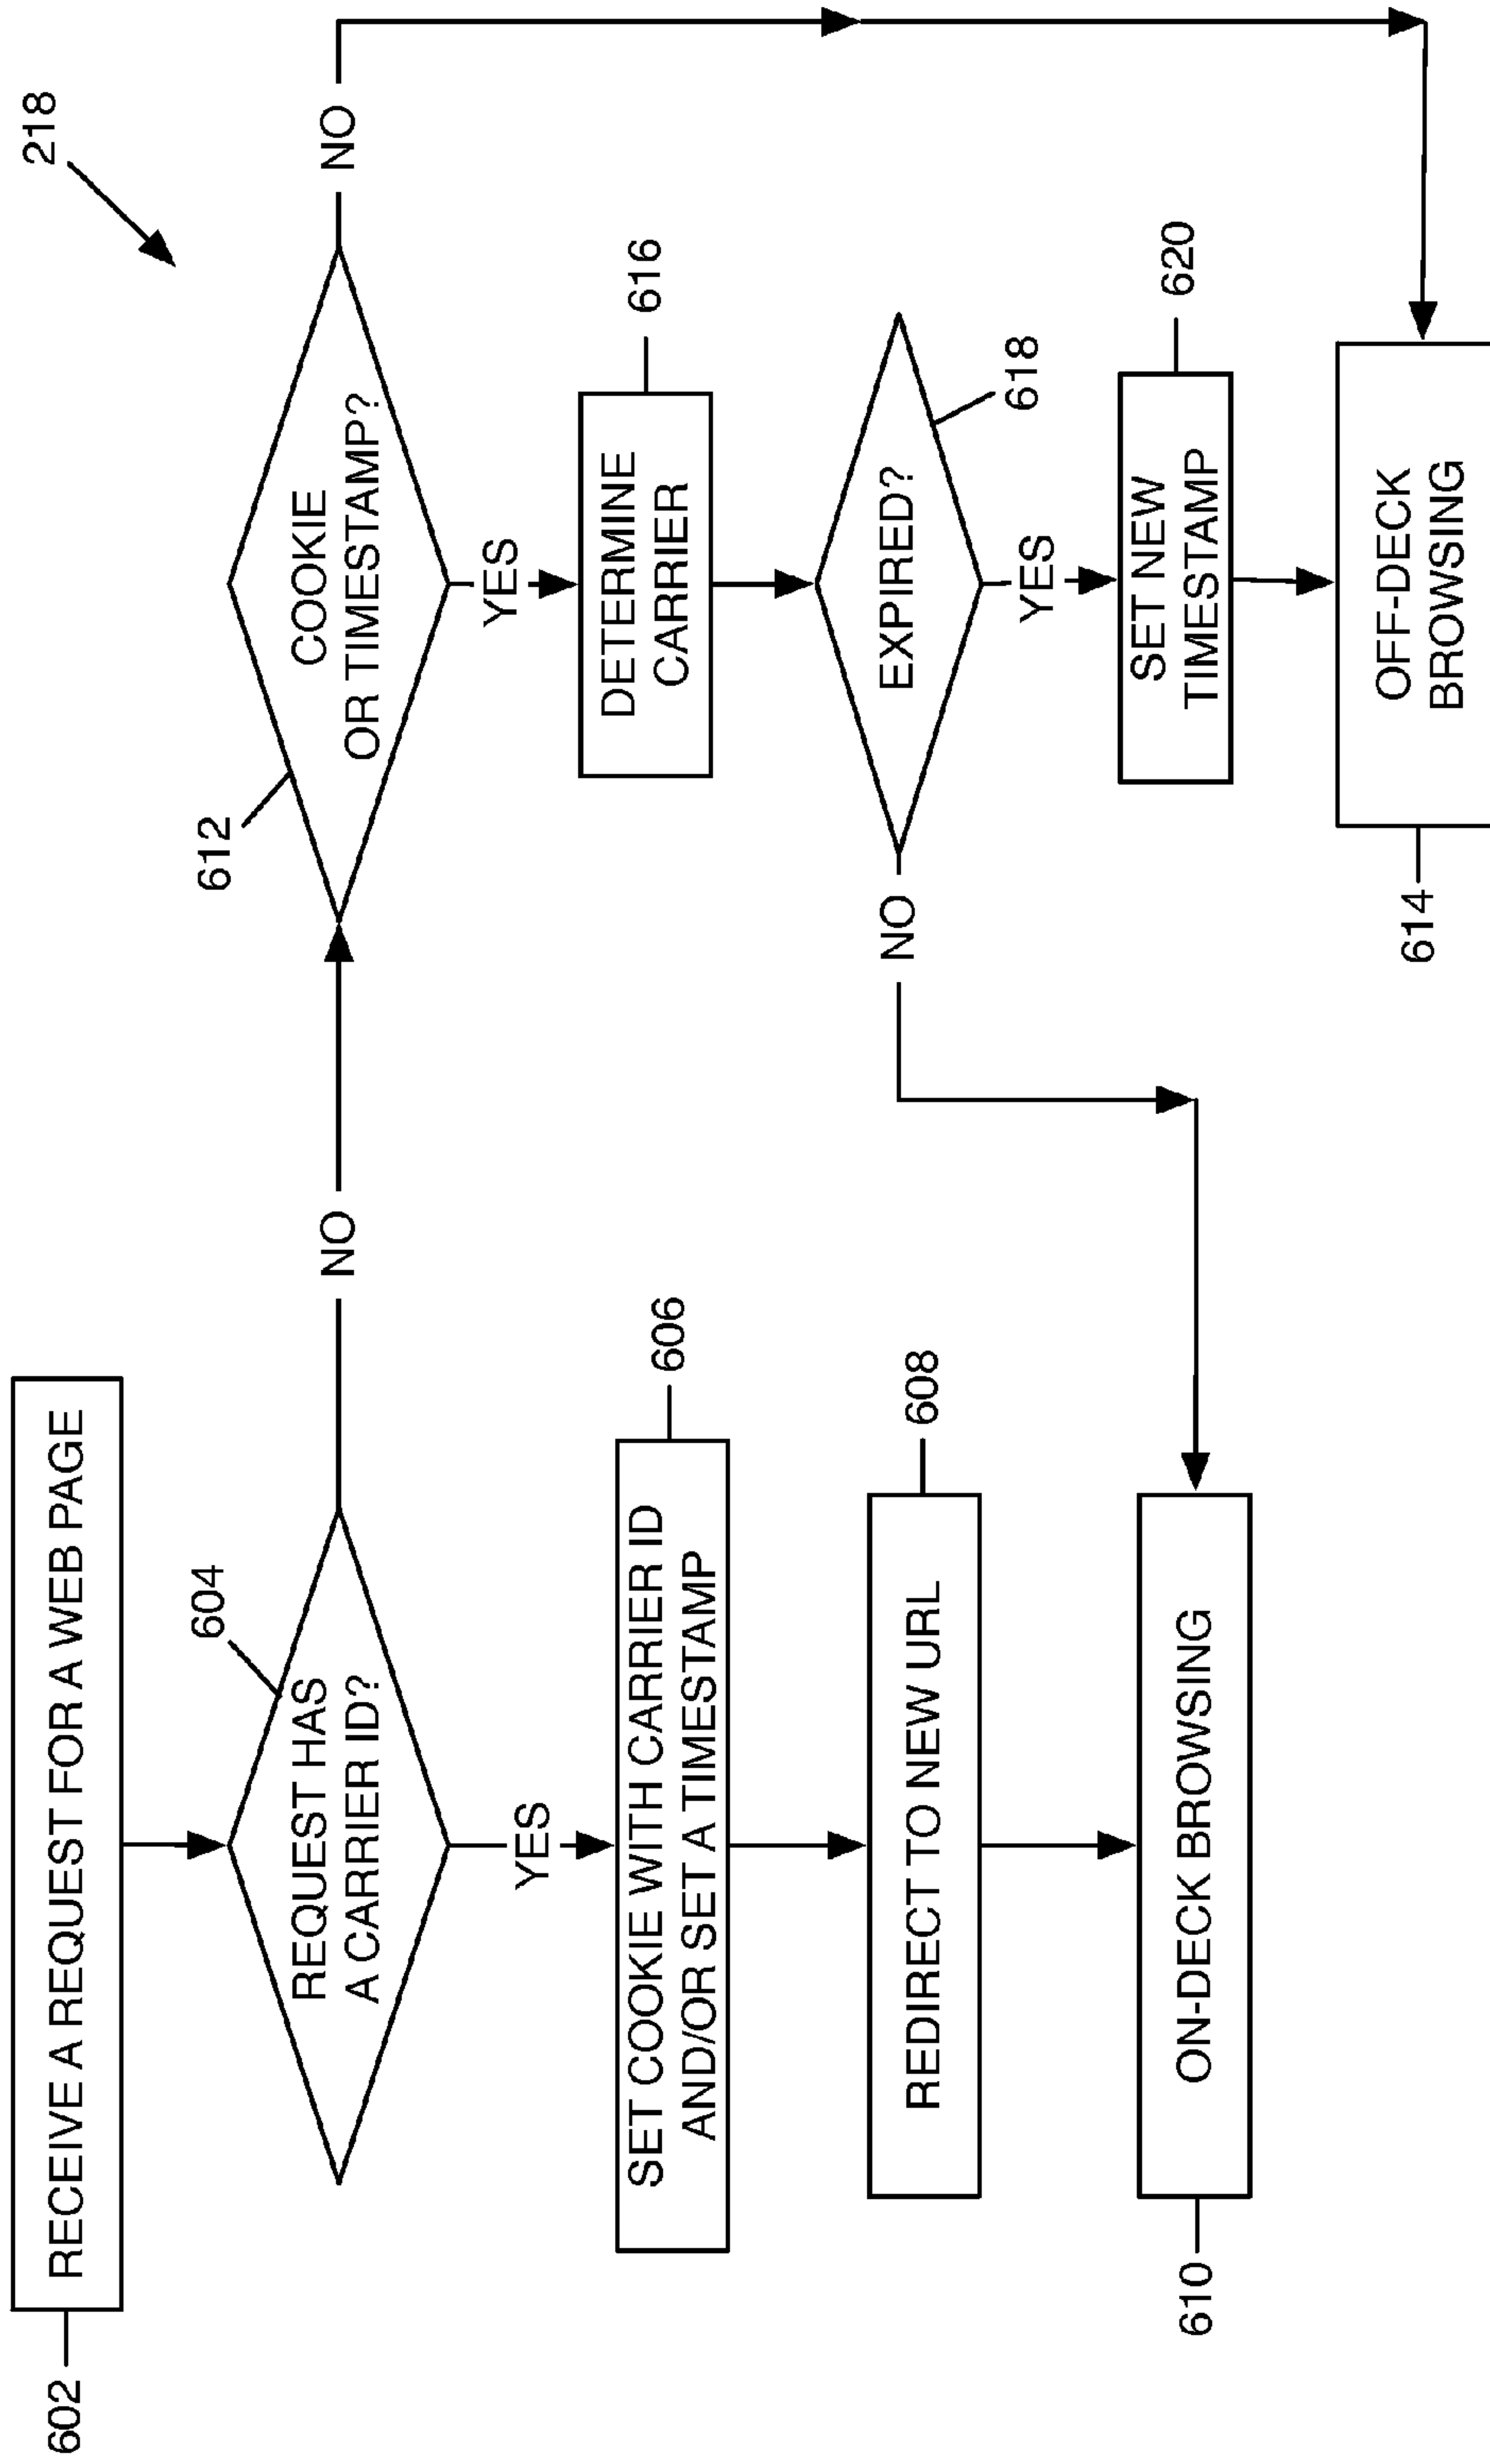 218
602
RECEIVE A REQUEST FOR A WEB PAGE
604
REQUEST HAS
A CARRIER ID?
NO
612
COOKIE
OR TIMESTAMP?
NO
YES
YES
606
SET COOKIE WITH CARRIER ID
AND/OR SET A TIMESTAMP
616
DETERMINE
CARRIER
608
REDIRECT TO NEW URL
618
EXPIRED?
NO
YES
610
ON-DECK BROWSING
620
SET NEW
TIMESTAMP
614
OFF-DECK
BROWSING